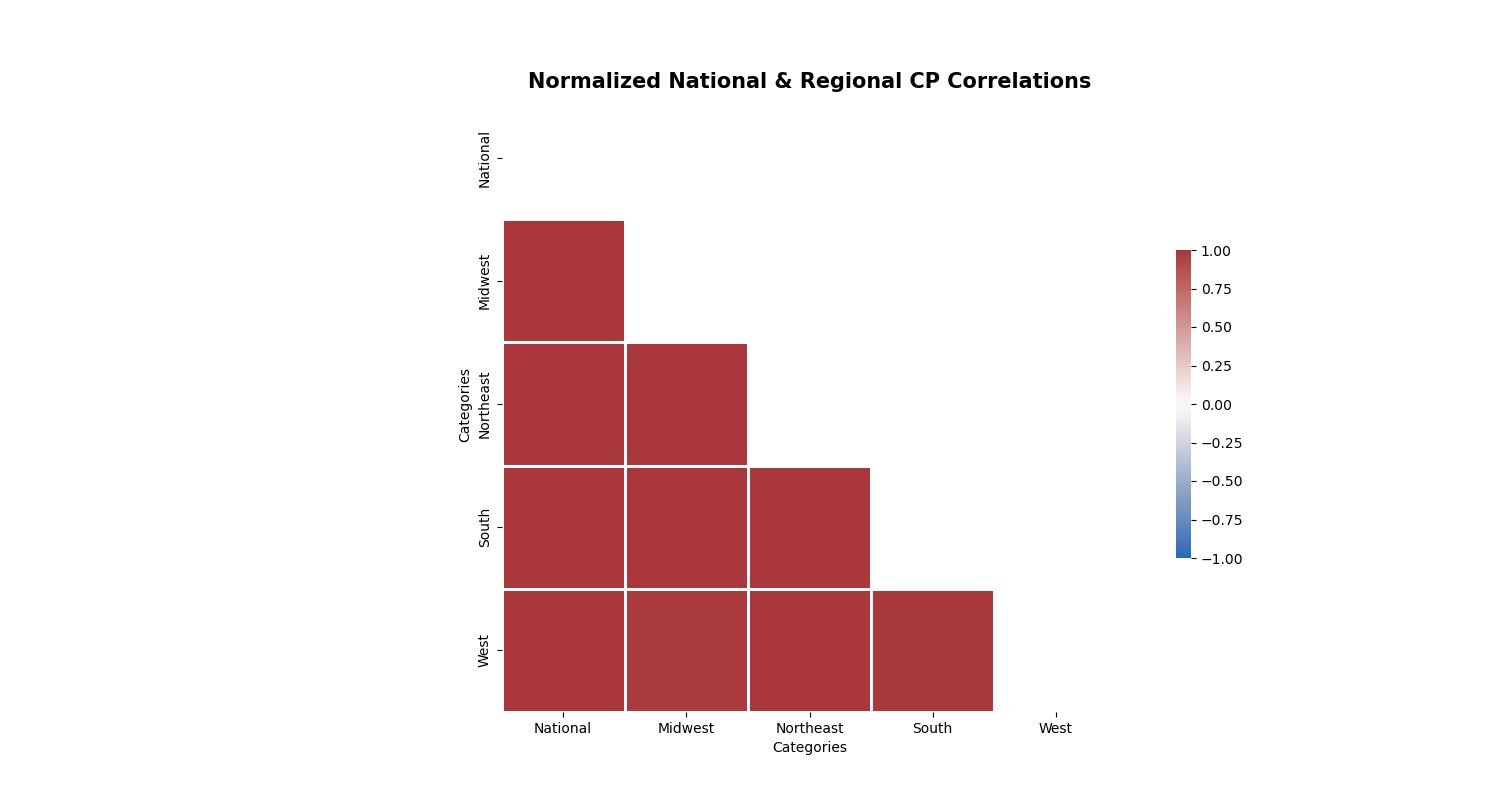 Normalized National & Regional CP Correlations
Categories
National
Midwest
Northeast
South
West
National
Midwest
Northeast
South
West
Categories
1.00
0.75
0.50
0.25
0.00
−0.25
−0.50
−0.75
−1.00